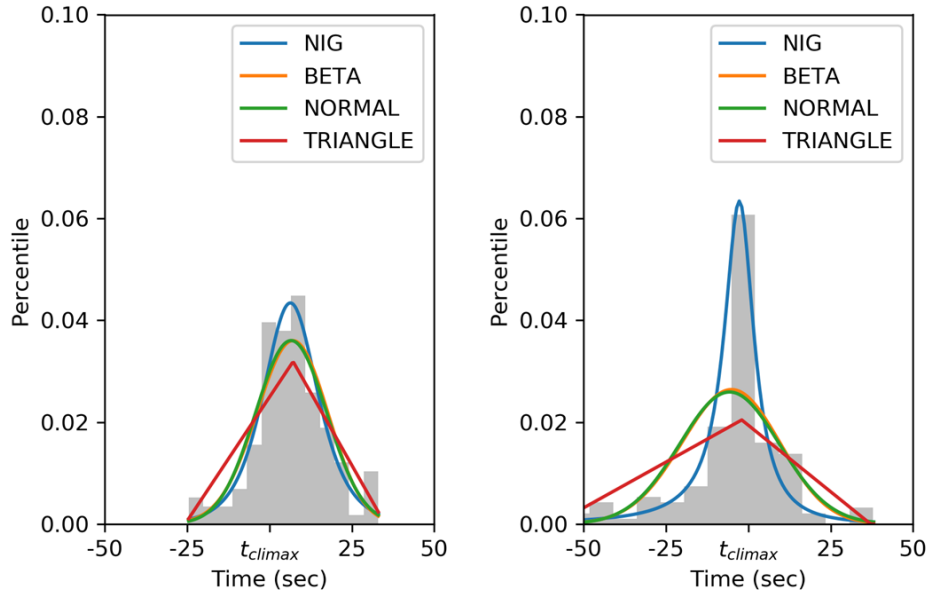 0.10
0.08
0.06
0.04
0.02
0.00
Percentile
-50
-25
t_climax
25
50
Time (sec)
NIG
BETA
NORMAL
TRIANGLE
0.10
0.08
0.06
0.04
0.02
0.00
Percentile
-50
-25
t_climax
25
50
Time (sec)
NIG
BETA
NORMAL
TRIANGLE